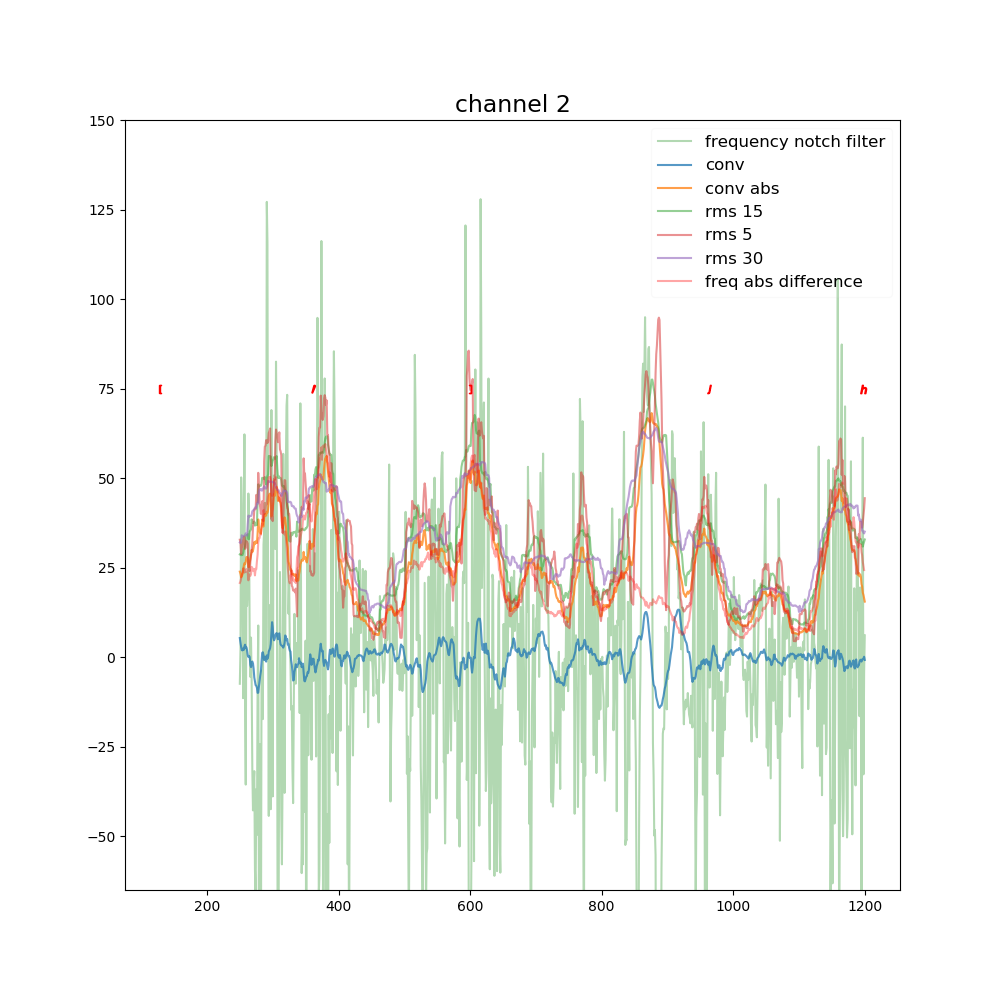 channel 2
150
125
100
75
50
25
0
−25
−50
frequency notch filter
conv
conv abs
rms 15
rms 5
rms 30
freq abs difference
h
200 400 600 800 1000 1200